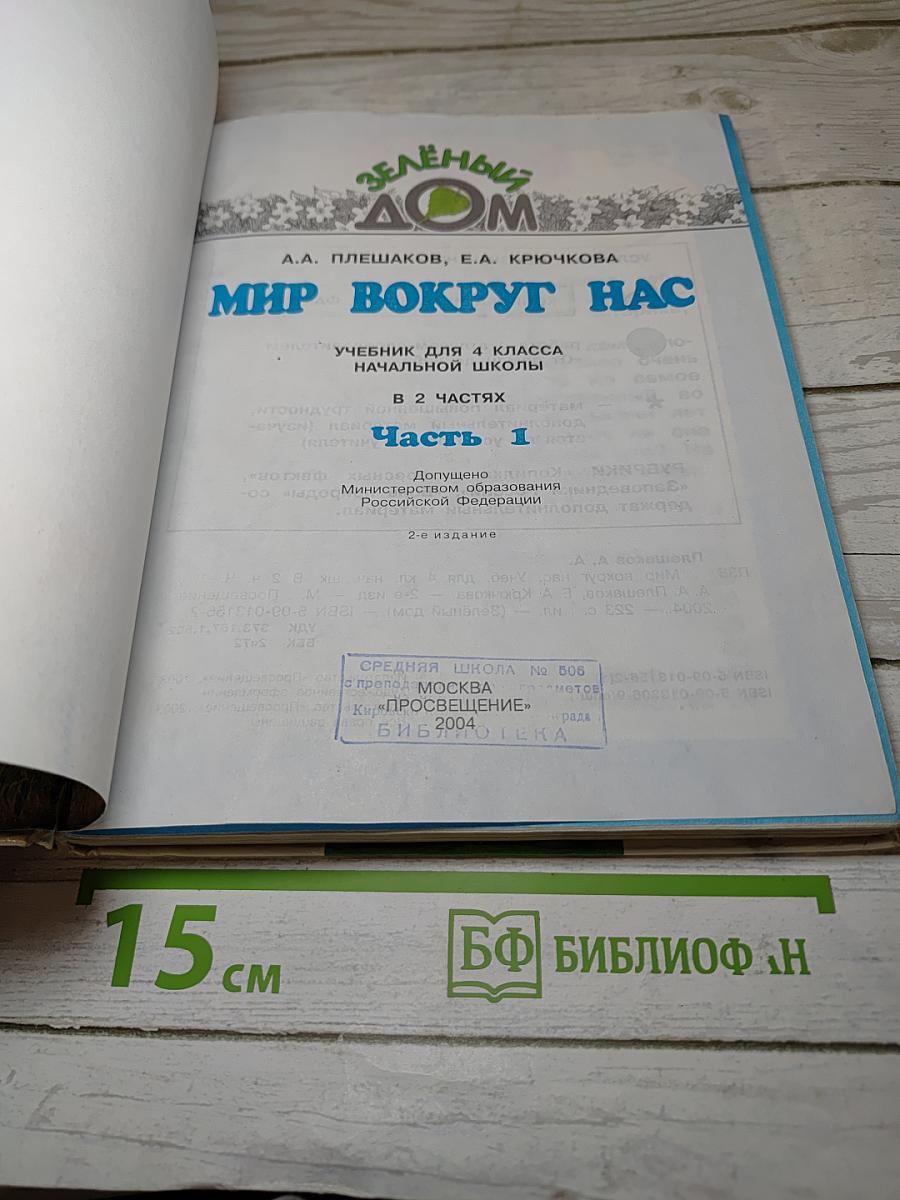 ЗЕЛЁНЫЙ
ДОМ
А.А. ПЛЕШАКОВ, Е.А. КРЮЧКОВА
МИР ВОКРУГ НАС
УЧЕБНИК ДЛЯ 4 КЛАССА
НАЧАЛЬНОЙ ШКОЛЫ
В 2 ЧАСТЯХ
Часть 1
Допущено
Министерством образования
Российской Федерации
2-е издание
СРЕДНЯЯ ШКОЛА № 506
МОСКВА
«ПРОСВЕЩЕНИЕ»
2004
БИБЛИОТЕКА
15 см
БФ